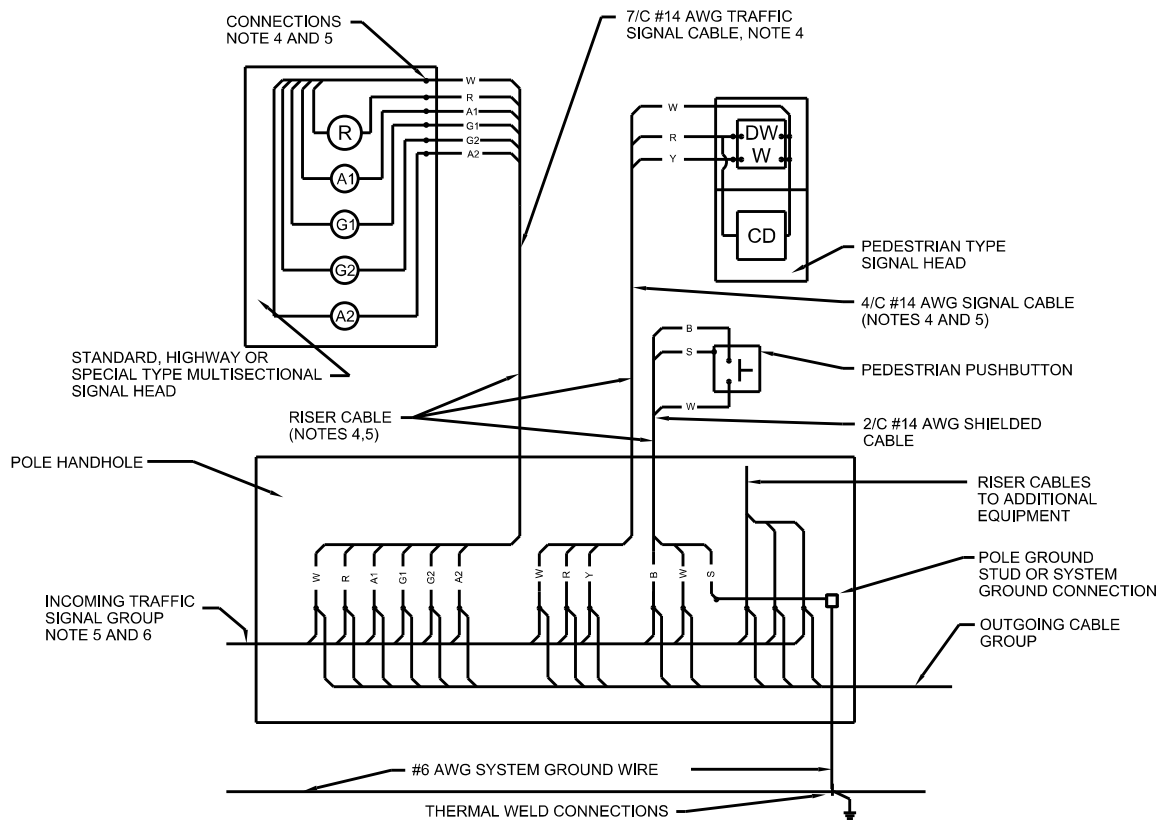 CONNECTIONS
NOTE 4 AND 5
7/C #14 AWG TRAFFIC
SIGNAL CABLE, NOTE 4
W
R
A1
G1
G2
A2
R
A1
G1
G2
A2
W
R
Y
DW
W
CD
PEDESTRIAN TYPE
SIGNAL HEAD
4/C #14 AWG SIGNAL CABLE
(NOTES 4 AND 5)
B
S
W
PEDESTRIAN PUSHBUTTON
STANDARD, HIGHWAY OR
SPECIAL TYPE MULTISECTIONAL
SIGNAL HEAD
RISER CABLE
(NOTES 4,5)
2/C #14 AWG SHIELDED
CABLE
POLE HANDHOLE
RISER CABLES
TO ADDITIONAL
EQUIPMENT
W
R
A1
G1
G2
A2
W
R
Y
B
W
S
POLE GROUND
STUD OR SYSTEM
GROUND CONNECTION
INCOMING TRAFFIC
SIGNAL GROUP
NOTE 5 AND 6
OUTGOING CABLE
GROUP
#6 AWG SYSTEM GROUND WIRE
THERMAL WELD CONNECTIONS